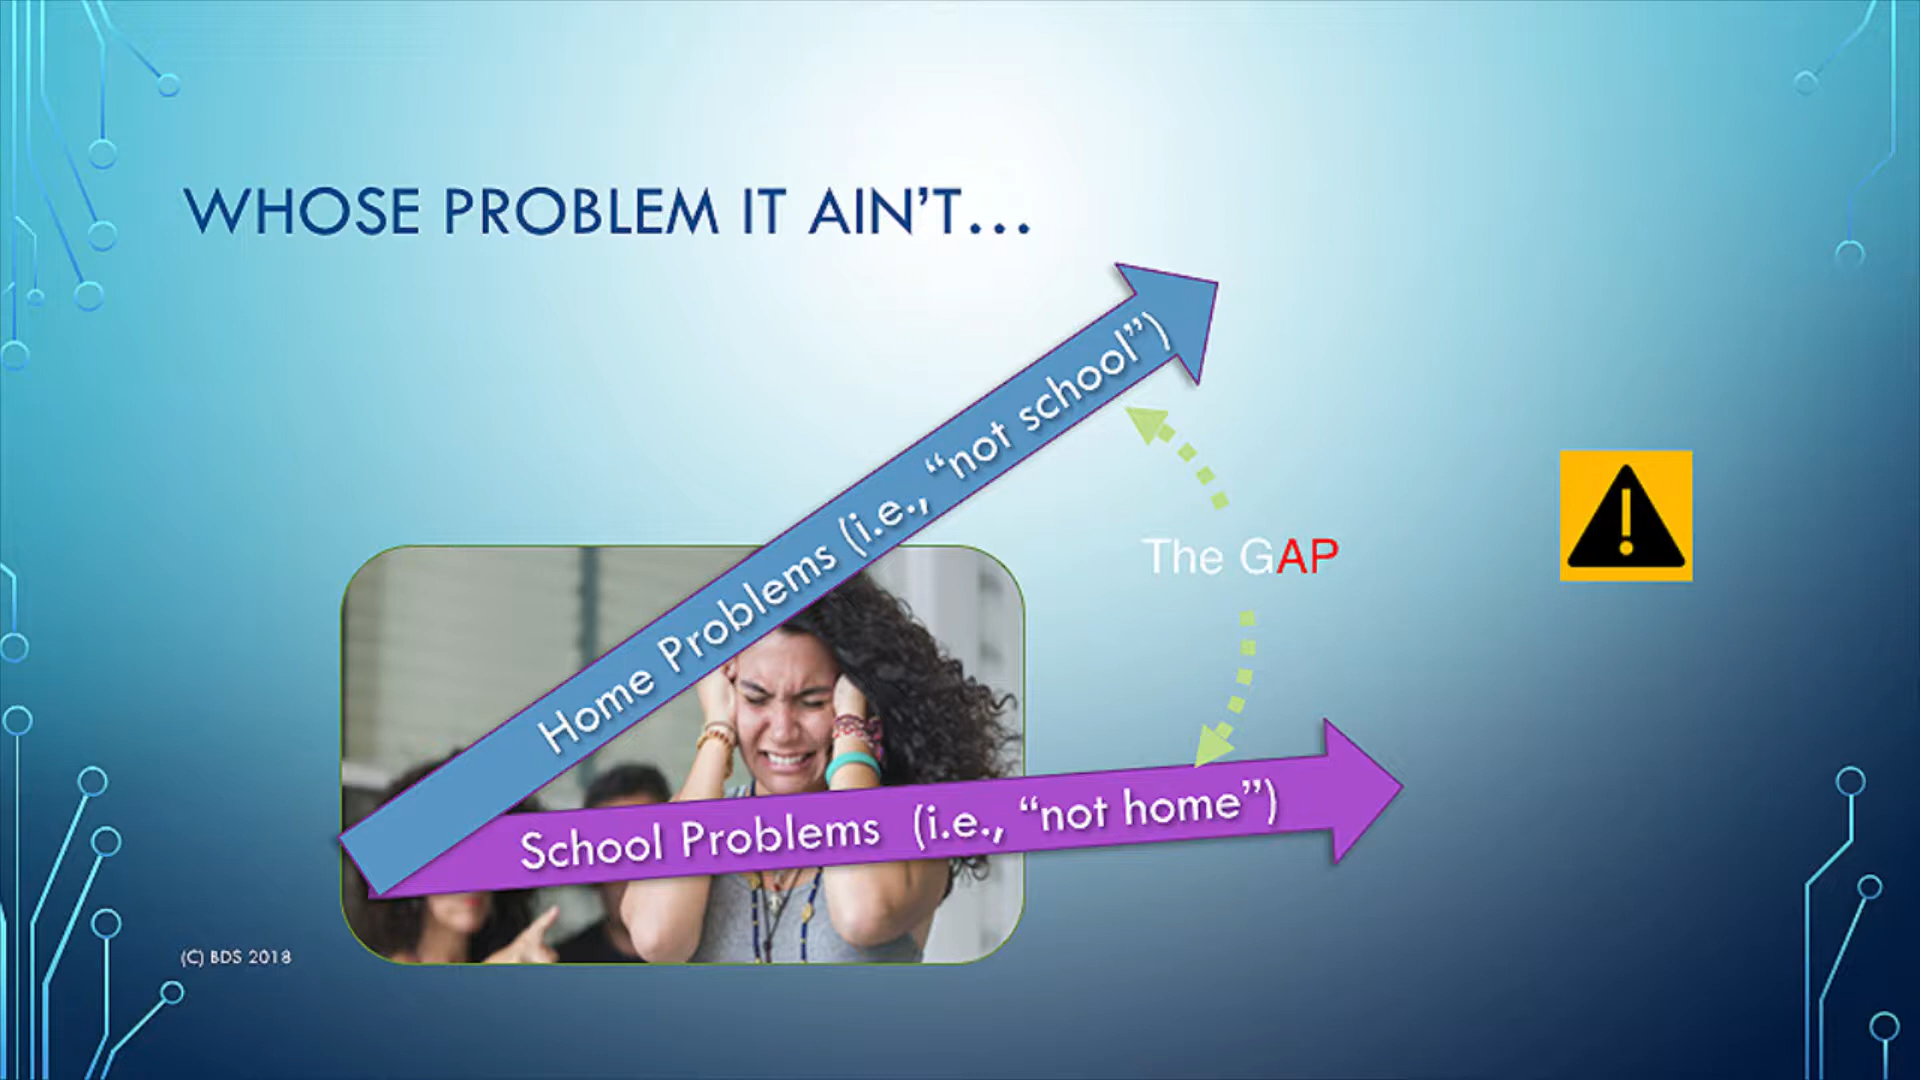 WHOSE PROBLEM IT AIN’T...
Home Problems (i.e., “not school”)
The GAP
School Problems (i.e., “not home”)
(C) BDS 2018